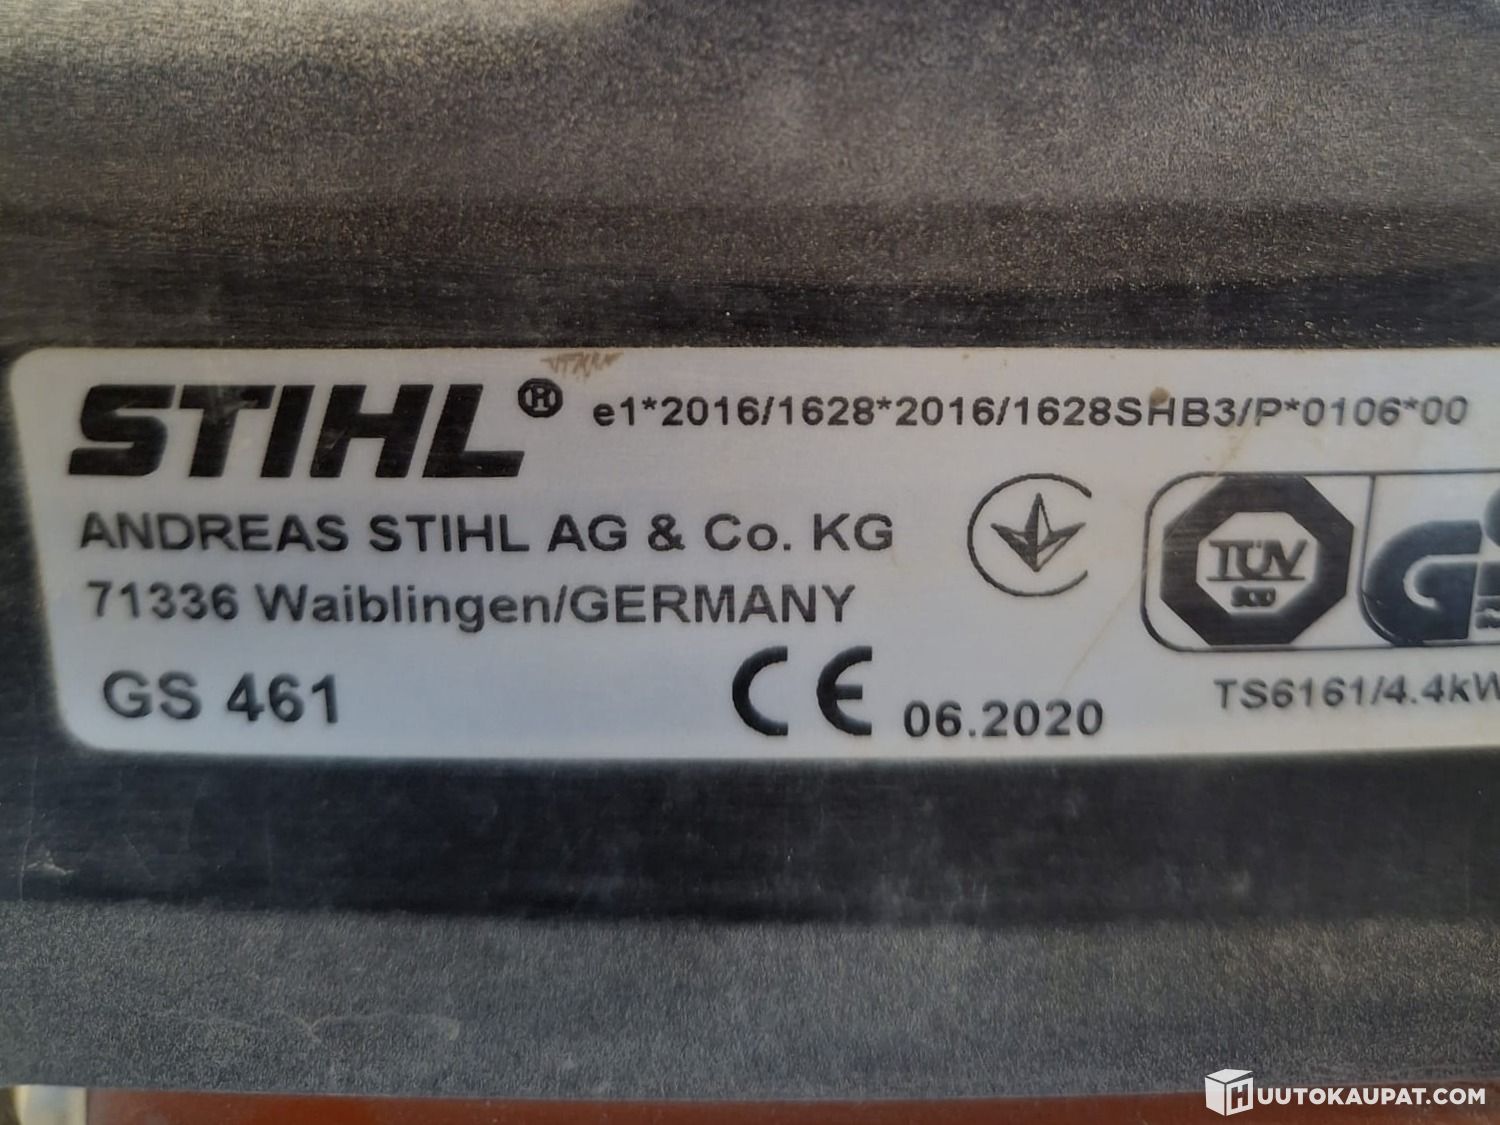 STIHL® e1*2016/1628*2016/1628SHB3/P*0106*00
ANDREAS STIHL AG & Co. KG
71336 Waiblingen/GERMANY
TÜV
GS
GS 461
CE 06.2020
TS6161/4.4kW
HUUTOKAUPAT.COM